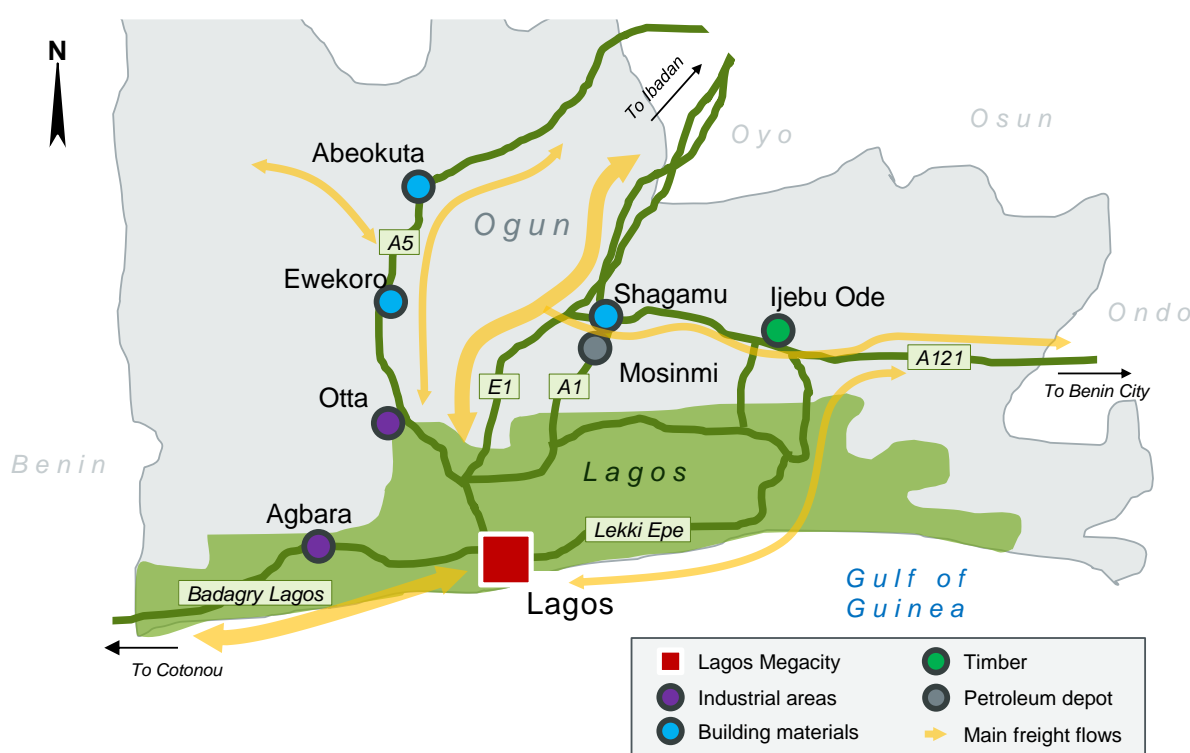 N
To Ibadan
Oyo
Osun
Abeokuta
Ogun
A5
Ewekoro
Shagamu
Ijebu Ode
Ondo
Mosinmi
A121
E1
A1
To Benin City
Otta
Benin
Lagos
Agbara
Lekki Epe
Badagry Lagos
Gulf of
Guinea
Lagos
To Cotonou
Lagos Megacity
Timber
Industrial areas
Petroleum depot
Building materials
Main freight flows